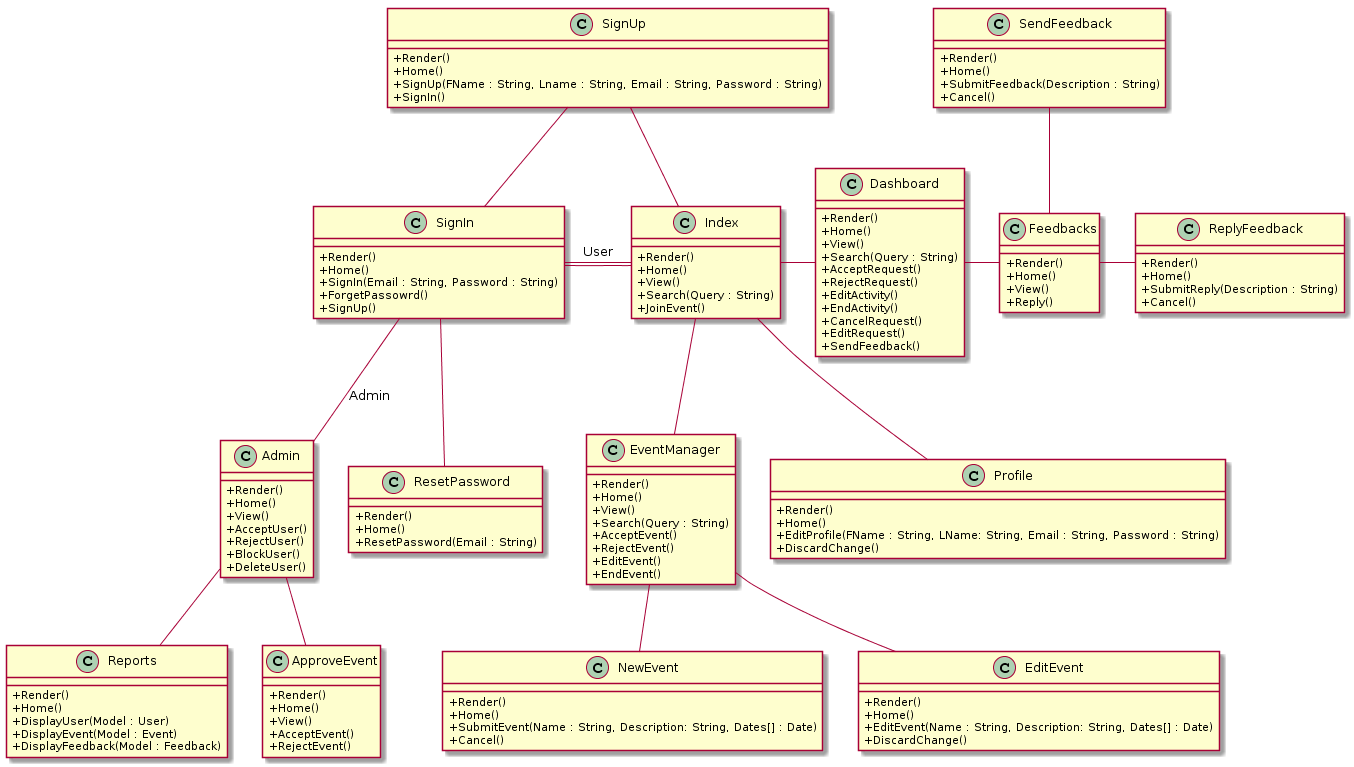 C SignUp
+Render()
+Home()
+SignUp(FName : String, Lname : String, Email : String, Password : String)
+SignIn()
C SendFeedback
+Render()
+Home()
+SubmitFeedback(Description : String)
+Cancel()
C SignIn
+Render()
+Home()
+SignIn(Email : String, Password : String)
+ForgetPassowrd()
+SignUp()
User
C Index
+Render()
+Home()
+View()
+Search(Query : String)
+JoinEvent()
C Dashboard
+Render()
+Home()
+View()
+Search(Query : String)
+AcceptRequest()
+RejectRequest()
+EditActivity()
+EndActivity()
+CancelRequest()
+EditRequest()
+SendFeedback()
C Feedbacks
+Render()
+Home()
+View()
+Reply()
C ReplyFeedback
+Render()
+Home()
+SubmitReply(Description : String)
+Cancel()
Admin
C Admin
+Render()
+Home()
+View()
+AcceptUser()
+RejectUser()
+BlockUser()
+DeleteUser()
C ResetPassword
+Render()
+Home()
+ResetPassword(Email : String)
C EventManager
+Render()
+Home()
+View()
+Search(Query : String)
+AcceptEvent()
+RejectEvent()
+EditEvent()
+EndEvent()
C Profile
+Render()
+Home()
+EditProfile(FName : String, LName: String, Email : String, Password : String)
+DiscardChange()
C Reports
+Render()
+Home()
+DisplayUser(Model : User)
+DisplayEvent(Model : Event)
+DisplayFeedback(Model : Feedback)
C ApproveEvent
+Render()
+Home()
+View()
+AcceptEvent()
+RejectEvent()
C NewEvent
+Render()
+Home()
+SubmitEvent(Name : String, Description: String, Dates[] : Date)
+Cancel()
C EditEvent
+Render()
+Home()
+EditEvent(Name : String, Description: String, Dates[] : Date)
+DiscardChange()